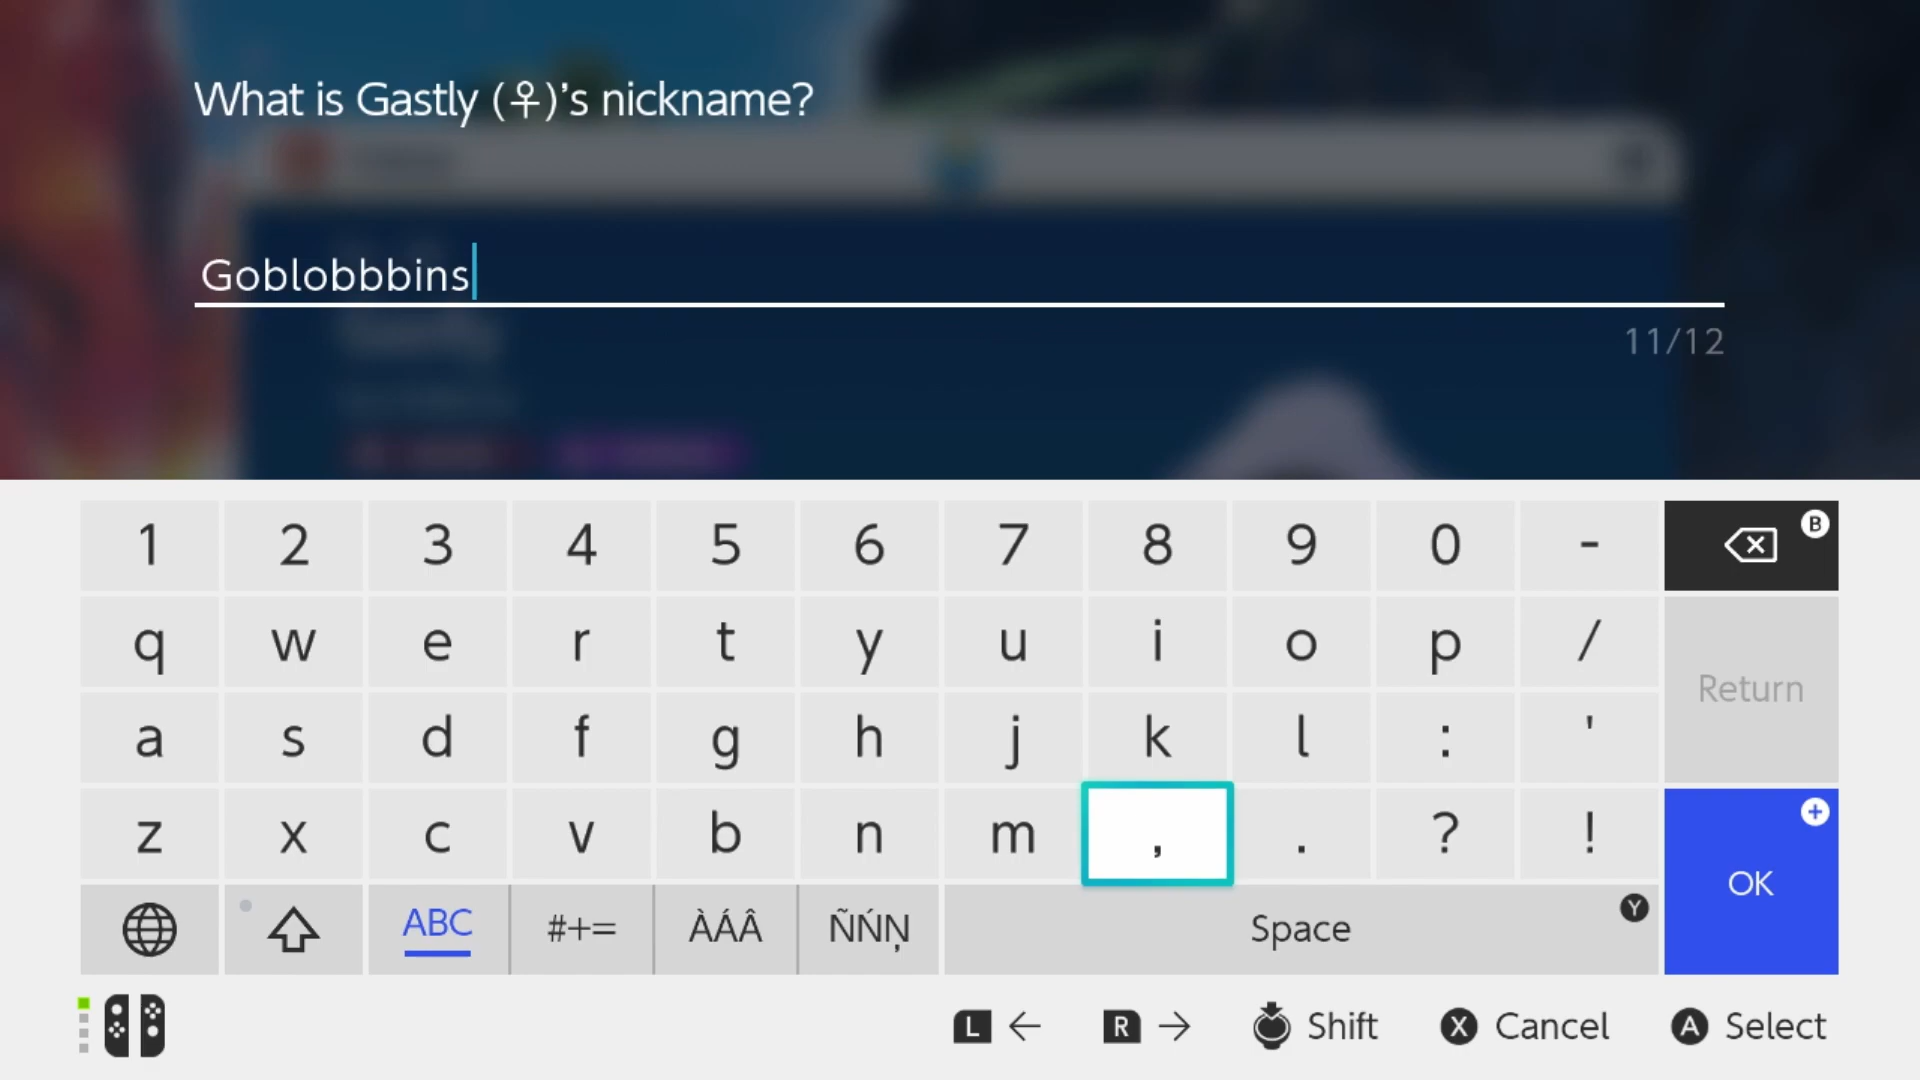 What is Gastly (♀)'s nickname?
Goblobbbins
11/12
1 2 3 4 5 6 7 8 9 0 - B
q w e r t y u i o p / Return
a s d f g h j k l : '
z x c v b n m , . ? ! + OK
ABC #+= ÀÁÂ ÑŃŅ Space Y
L ← R → Shift X Cancel A Select